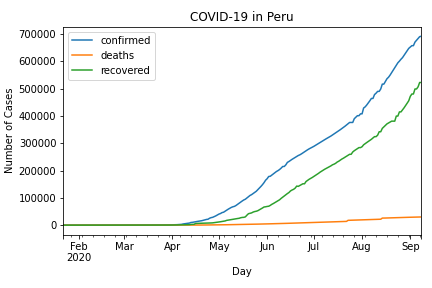 COVID-19 in Peru
700000
600000
500000
400000
300000
200000
100000
0
Number of Cases
confirmed
deaths
recovered
Feb Mar Apr May Jun Jul Aug Sep
2020
Day